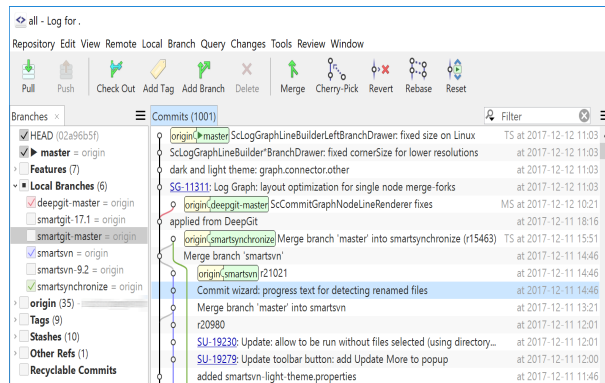 all - Log for .
Repository Edit View Remote Local Branch Query Changes Tools Review Window
Pull Push Check Out Add Tag Add Branch Delete Merge Cherry-Pick Revert Rebase Reset
Branches
HEAD (02a96b5f)
master = origin
Features (7)
Local Branches (6)
deepgit-master = origin
smartgit-17.1 = origin
smartgit-master = origin
smartsvn = origin
smartsvn-9.2 = origin
smartsynchronize = origin
origin (35)
Tags (9)
Stashes (10)
Other Refs (1)
Recyclable Commits
Commits (1001)
Filter
origin master ScLogGraphLineBuilderLeftBranchDrawer: fixed size on Linux TS at 2017-12-12 11:03
ScLogGraphLineBuilder*BranchDrawer: fixed cornerSize for lower resolutions at 2017-12-12 11:03
dark and light theme: graph.connector.other at 2017-12-12 11:03
SG-11311: Log Graph: layout optimization for single node merge-forks at 2017-12-12 11:03
origin deepgit-master ScCommitGraphNodeLineRenderer fixes MS at 2017-12-12 10:21
applied from DeepGit at 2017-12-11 18:16
origin smartsynchronize Merge branch 'master' into smartsynchronize (r15463) TS at 2017-12-11 15:51
Merge branch 'smartsvn' at 2017-12-11 14:46
origin smartsvn r21021 at 2017-12-11 14:46
Commit wizard: progress text for detecting renamed files at 2017-12-11 14:46
Merge branch 'master' into smartsvn at 2017-12-11 13:21
r20980 at 2017-12-11 12:01
SU-19230: Update: allow to be run without files selected (using directory... at 2017-12-11 12:01
SU-19279: Update toolbar button: add Update More to popup at 2017-12-11 12:00
added smartsvn-light-theme.properties at 2017-12-11 11:46